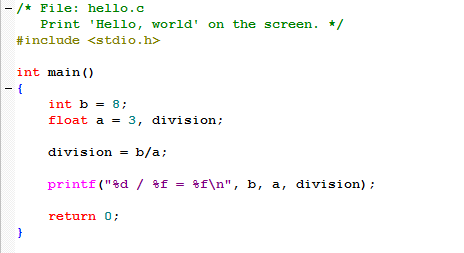 /* File: hello.c
   Print 'Hello, world' on the screen. */
#include <stdio.h>

int main()
{
    int b = 8;
    float a = 3, division;

    division = b/a;

    printf("%d / %f = %f\n", b, a, division);

    return 0;
}